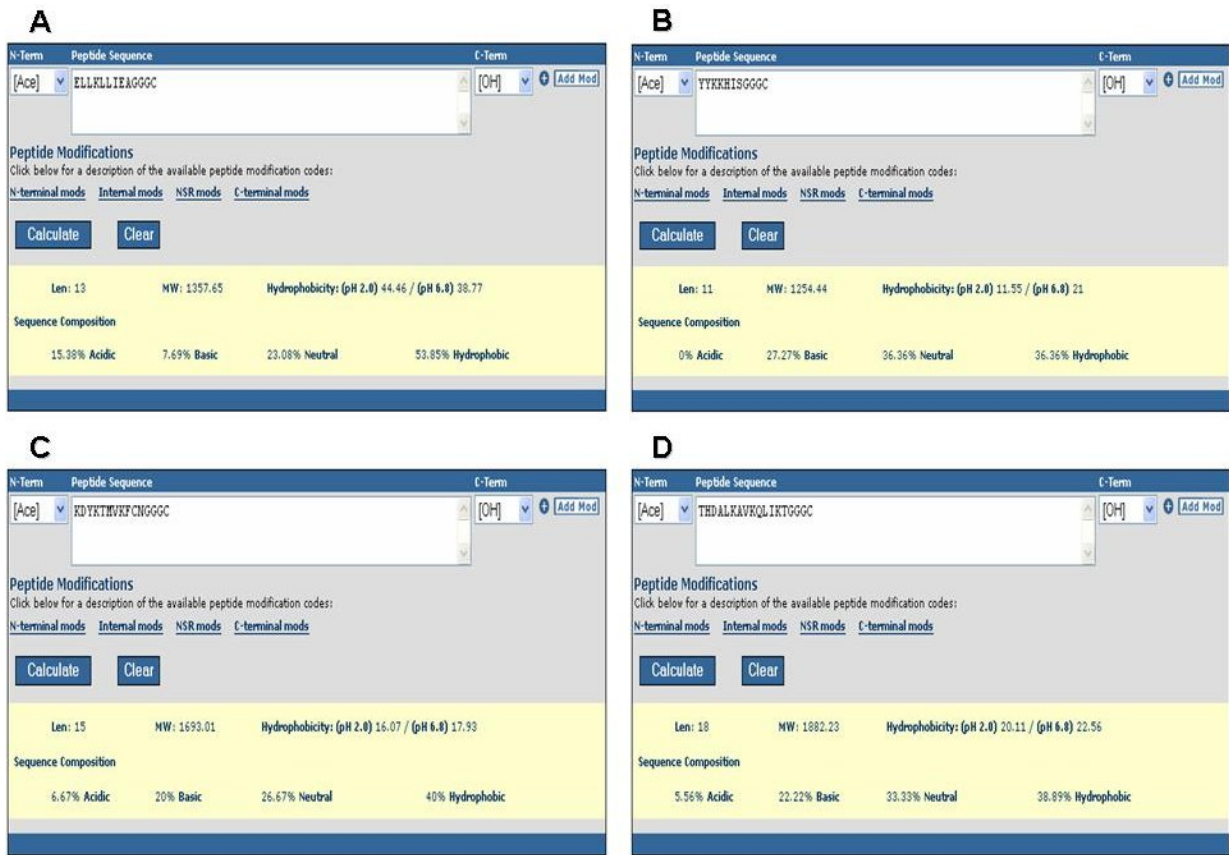 A
N-Term Peptide Sequence C-Term
[Ace] ELLKLLIEAGGGC [OH] Add Mod
Peptide Modifications
Click below for a description of the available peptide modification codes:
N-terminal mods Internal mods NSR mods C-terminal mods
Calculate Clear
Len: 13 MW: 1357.65 Hydrophobicity: (pH 2.0) 44.46 / (pH 6.8) 38.77
Sequence Composition
15.38% Acidic 7.69% Basic 23.08% Neutral 53.85% Hydrophobic
B
N-Term Peptide Sequence C-Term
[Ace] YYKKHISGGGC [OH] Add Mod
Peptide Modifications
Click below for a description of the available peptide modification codes:
N-terminal mods Internal mods NSR mods C-terminal mods
Calculate Clear
Len: 11 MW: 1254.44 Hydrophobicity: (pH 2.0) 11.55 / (pH 6.8) 21
Sequence Composition
0% Acidic 27.27% Basic 36.36% Neutral 36.36% Hydrophobic
C
N-Term Peptide Sequence C-Term
[Ace] KDYKTMVKFCNGGGC [OH] Add Mod
Peptide Modifications
Click below for a description of the available peptide modification codes:
N-terminal mods Internal mods NSR mods C-terminal mods
Calculate Clear
Len: 15 MW: 1693.01 Hydrophobicity: (pH 2.0) 16.07 / (pH 6.8) 17.93
Sequence Composition
6.67% Acidic 20% Basic 26.67% Neutral 40% Hydrophobic
D
N-Term Peptide Sequence C-Term
[Ace] THDALKAVKQLIKTGGGC [OH] Add Mod
Peptide Modifications
Click below for a description of the available peptide modification codes:
N-terminal mods Internal mods NSR mods C-terminal mods
Calculate Clear
Len: 18 MW: 1882.23 Hydrophobicity: (pH 2.0) 20.11 / (pH 6.8) 22.56
Sequence Composition
5.56% Acidic 22.22% Basic 33.33% Neutral 38.89% Hydrophobic